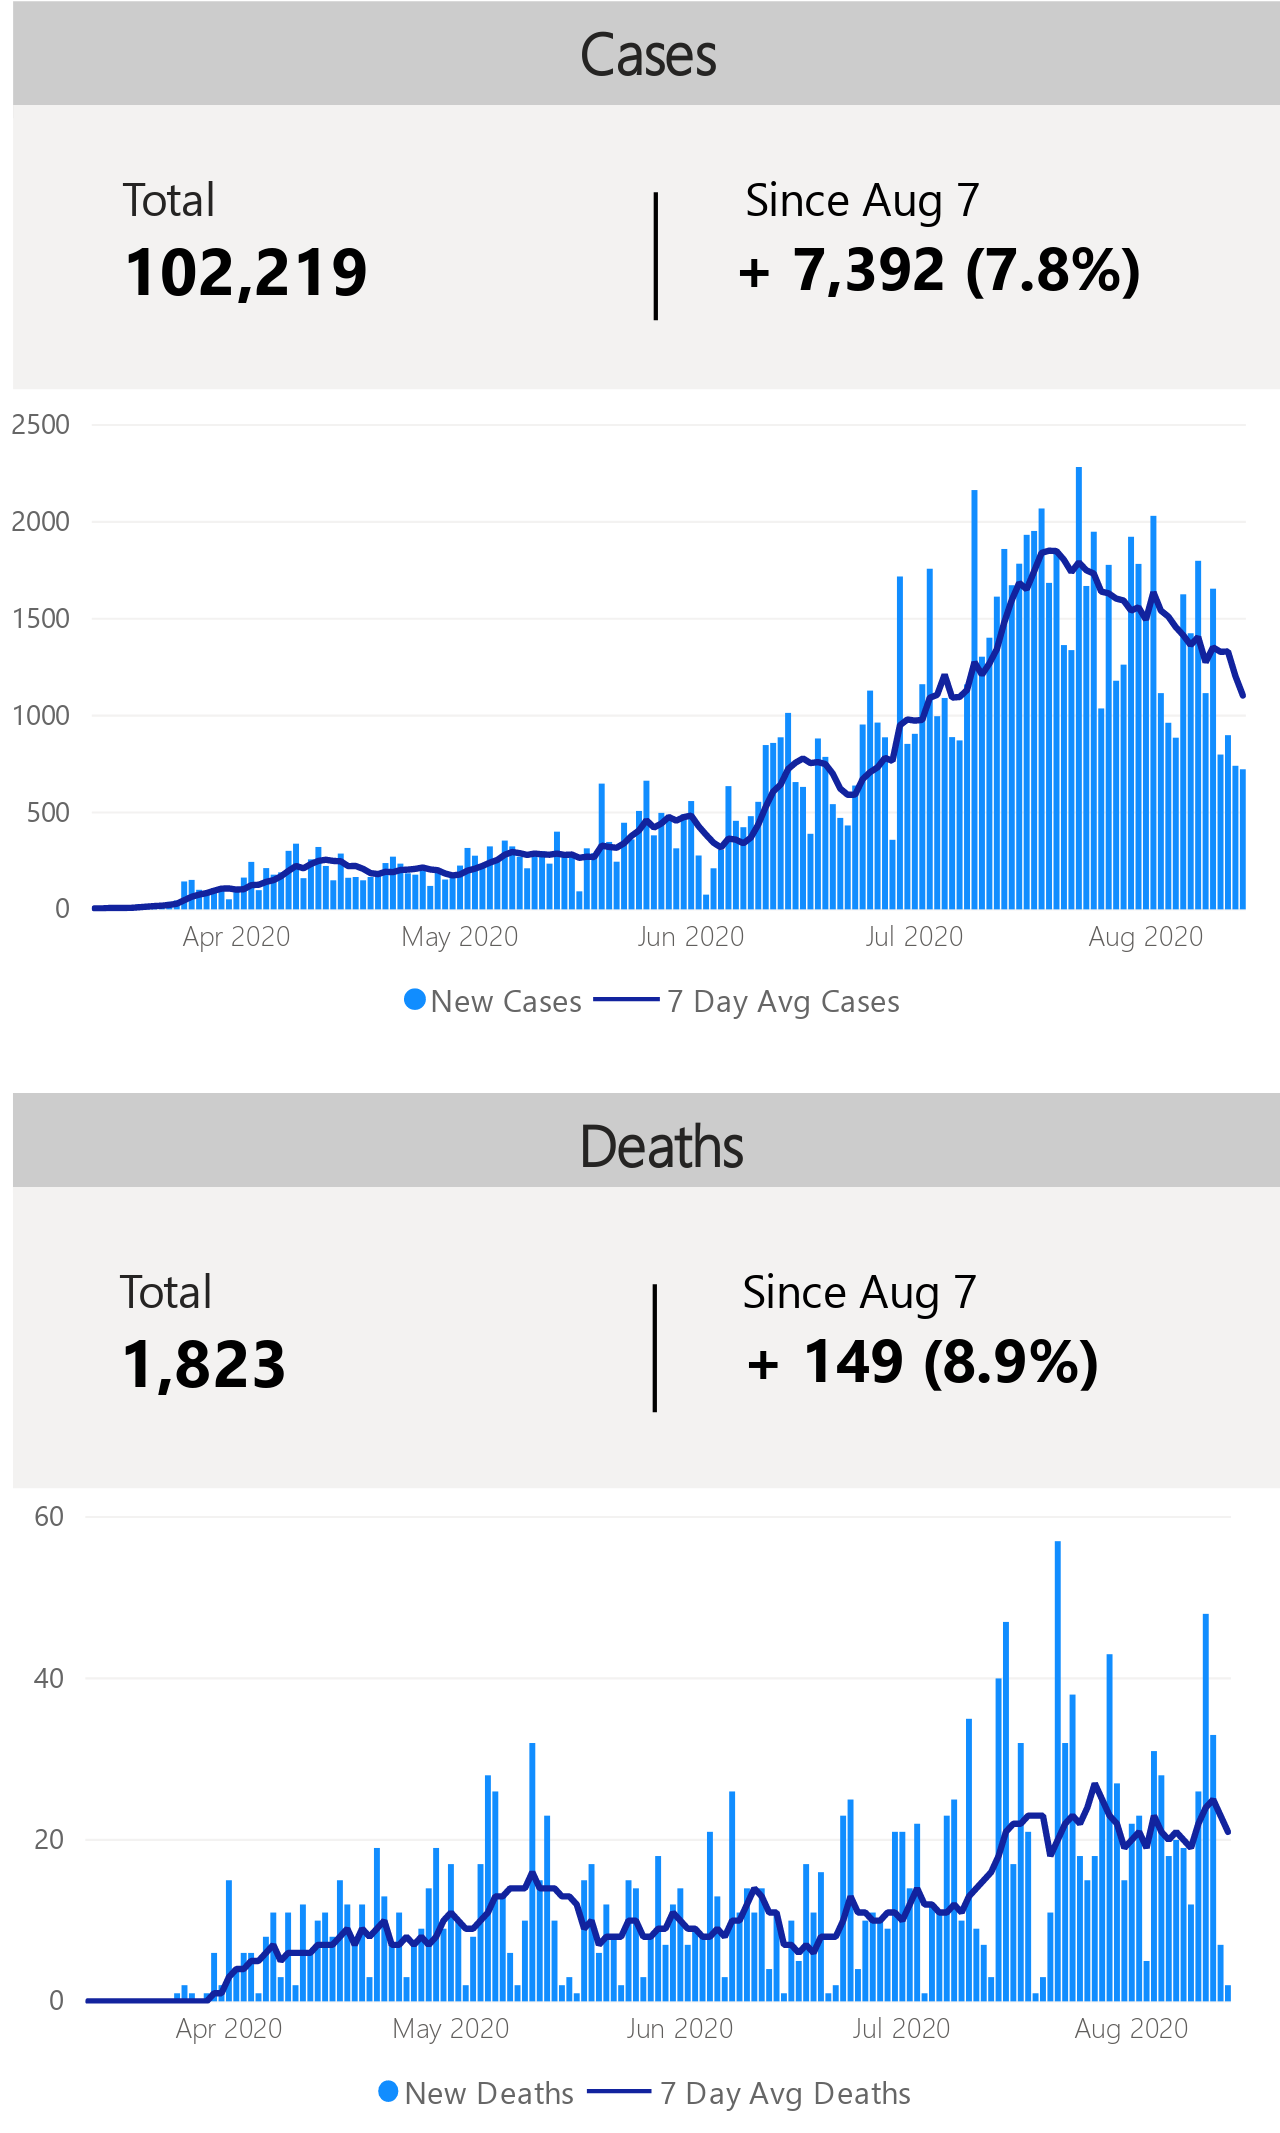 Cases
Total
Since Aug 7
102,219
+ 7,392 (7.8%)
2500
2000
1500
1000
500
0
Apr 2020
May 2020
Jun 2020
Jul 2020
Aug 2020
New Cases
7 Day Avg Cases
Deaths
Total
Since Aug 7
1,823
+ 149 (8.9%)
60
40
20
0
Apr 2020
May 2020
Jun 2020
Jul 2020
Aug 2020
New Deaths
7 Day Avg Deaths